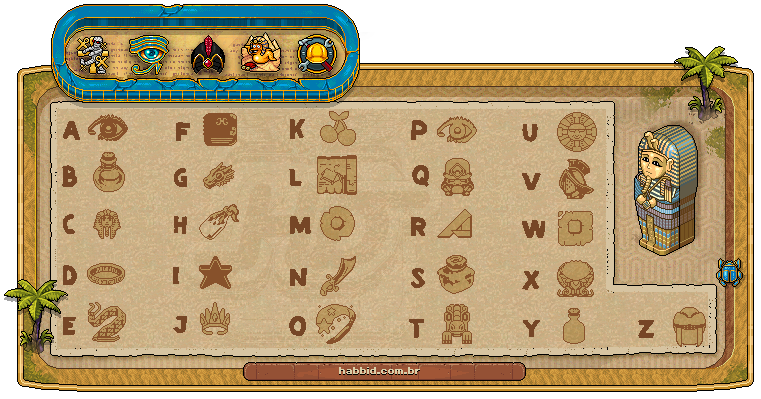 A F K P U
B G L Q V
C H M R W
D I N S X
E J O T Y Z
habbid.com.br